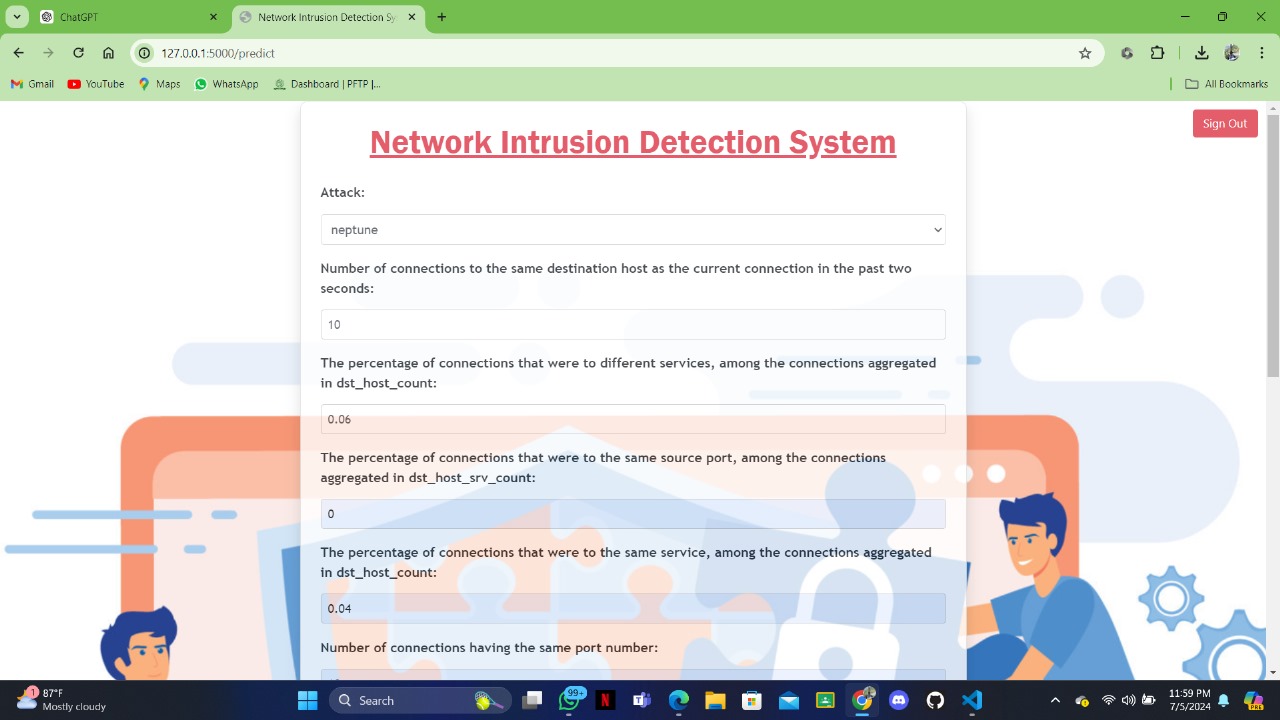 ChatGPT
Network Intrusion Detection Sy
127.0.0.1:5000/predict
Gmail
YouTube
Maps
WhatsApp
Dashboard | PFTP |...
All Bookmarks
Sign Out
Network Intrusion Detection System
Attack:
neptune
Number of connections to the same destination host as the current connection in the past two
seconds:
10
The percentage of connections that were to different services, among the connections aggregated
in dst_host_count:
0.06
The percentage of connections that were to the same source port, among the connections
aggregated in dst_host_srv_count:
0
The percentage of connections that were to the same service, among the connections aggregated
in dst_host_count:
0.04
Number of connections having the same port number:
1
87°F
Mostly cloudy
Search
99+
11:59 PM
7/5/2024